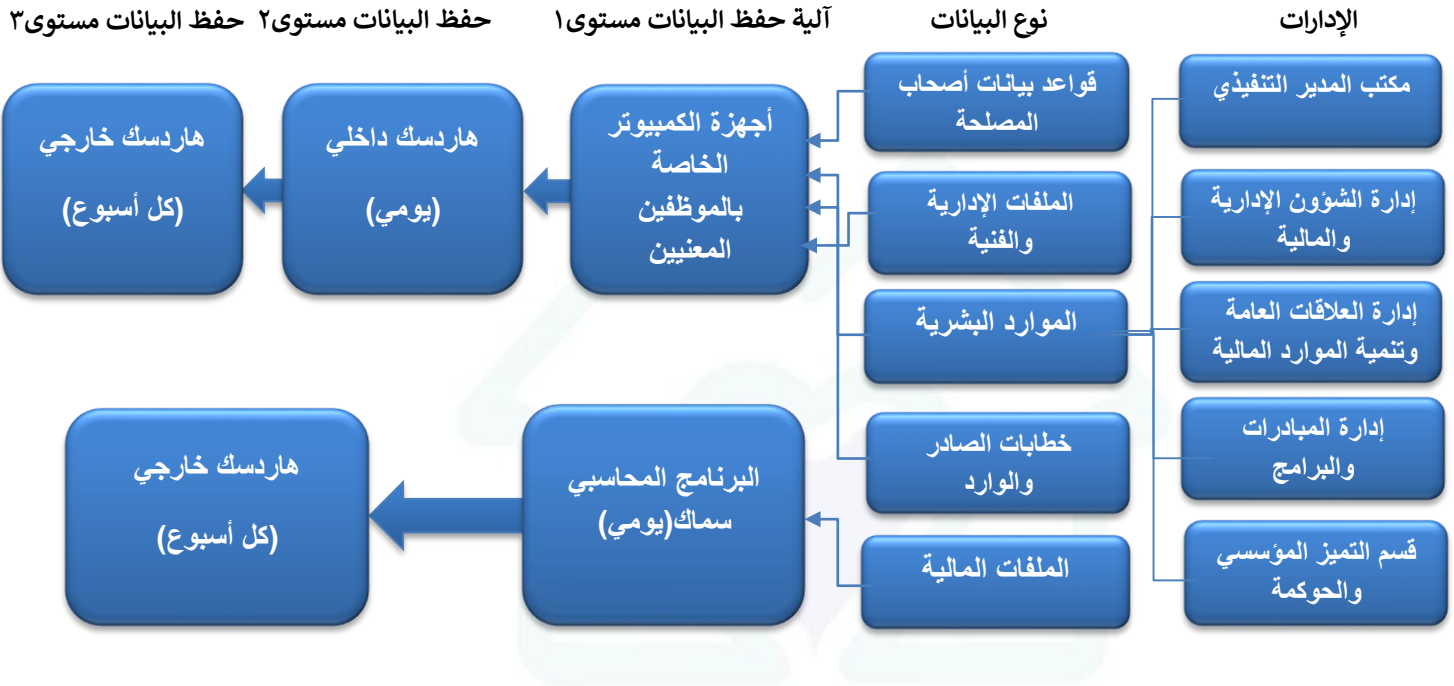 الإدارات
نوع البيانات
آلية حفظ البيانات مستوى١
حفظ البيانات مستوى٢
حفظ البيانات مستوى٣
مكتب المدير التنفيذي
إدارة الشؤون الإدارية
والمالية
إدارة العلاقات العامة
وتنمية الموارد المالية
إدارة المبادرات
والبرامج
قسم التميز المؤسسي
والحوكمة
قواعد بيانات أصحاب
المصلحة
الملفات الإدارية
والفنية
الموارد البشرية
خطابات الصادر
والوارد
الملفات المالية
أجهزة الكمبيوتر
الخاصة
بالموظفين
المعنيين
هاردسك داخلي
(يومي)
هاردسك خارجي
(كل أسبوع)
البرنامج المحاسبي
سماك(يومي)
هاردسك خارجي
(كل أسبوع)